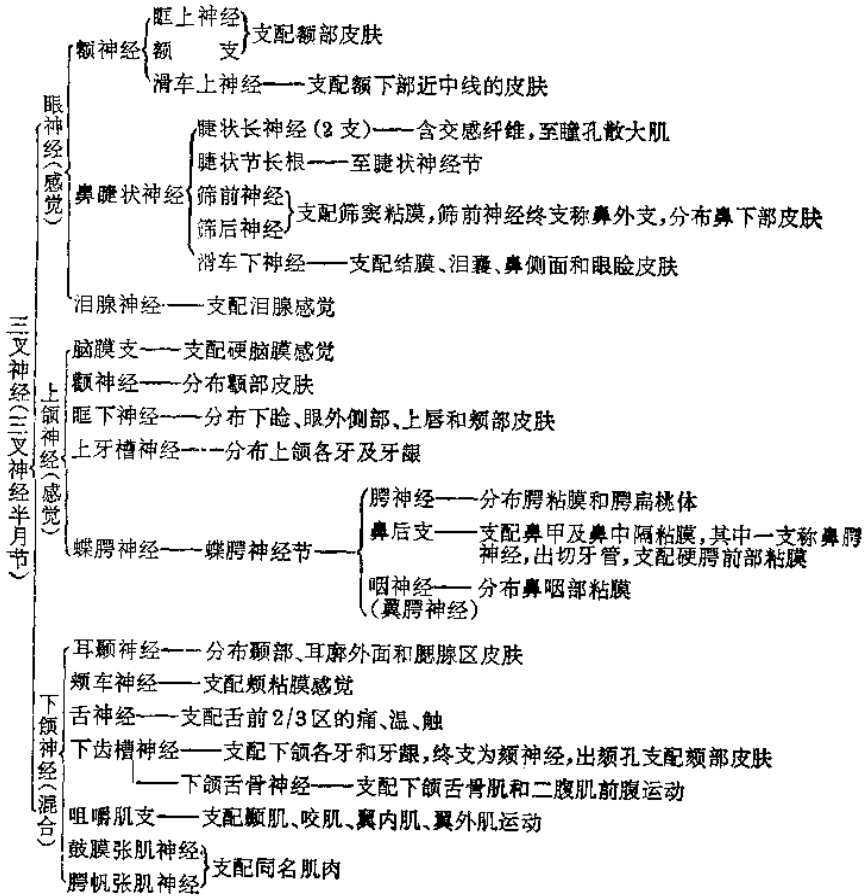 三叉神经(三叉神经半月节)
眼神经(感觉)
额神经
眶上神经
额 支
支配额部皮肤
滑车上神经——支配额下部近中线的皮肤
鼻睫状神经
睫状长神经(2支)——含交感纤维,至瞳孔散大肌
睫状节长根——至睫状神经节
筛前神经
筛后神经
支配筛窦粘膜,筛前神经终支称鼻外支,分布鼻下部皮肤
滑车下神经——支配结膜、泪囊、鼻侧面和眼睑皮肤
泪腺神经——支配泪腺感觉
上颌神经(感觉)
脑膜支——支配硬脑膜感觉
颧神经——分布颧部皮肤
眶下神经——分布下睑、眼外侧部、上唇和颊部皮肤
上牙槽神经——分布上颌各牙及牙龈
蝶腭神经——蝶腭神经节
腭神经——分布腭粘膜和腭扁桃体
鼻后支——支配鼻甲及鼻中隔粘膜,其中一支称鼻腭
神经,出切牙管,支配硬腭前部粘膜
咽神经——分布鼻咽部粘膜
(翼腭神经)
下颌神经(混合)
耳颞神经——分布颞部、耳廓外面和腮腺区皮肤
颊车神经——支配颊粘膜感觉
舌神经——支配舌前2/3区的痛、温、触
下齿槽神经——支配下颌各牙和牙龈,终支为颏神经,出颏孔支配颏部皮肤
下颌舌骨神经——支配下颌舌骨肌和二腹肌前腹运动
咀嚼肌支——支配颞肌、咬肌、翼内肌、翼外肌运动
鼓膜张肌神经
腭帆张肌神经
支配同名肌肉